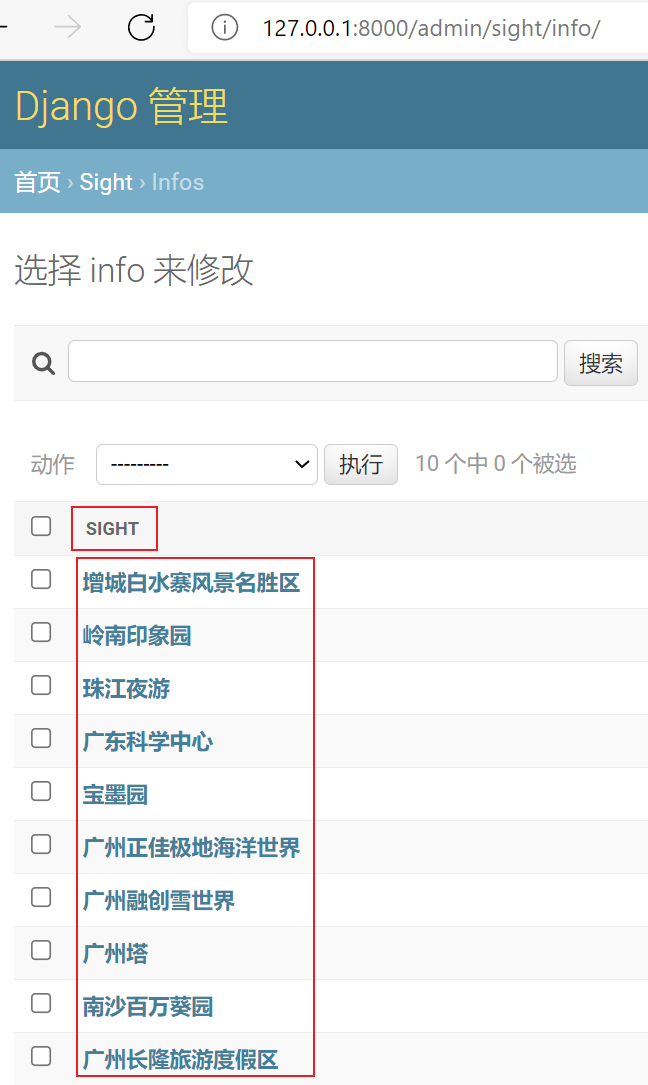 127.0.0.1:8000/admin/sight/info/
Django 管理
首页 › Sight › Infos
选择 info 来修改
搜索
动作 --------- 执行 10 个中 0 个被选
SIGHT
增城白水寨风景名胜区
岭南印象园
珠江夜游
广东科学中心
宝墨园
广州正佳极地海洋世界
广州融创雪世界
广州塔
南沙百万葵园
广州长隆旅游度假区